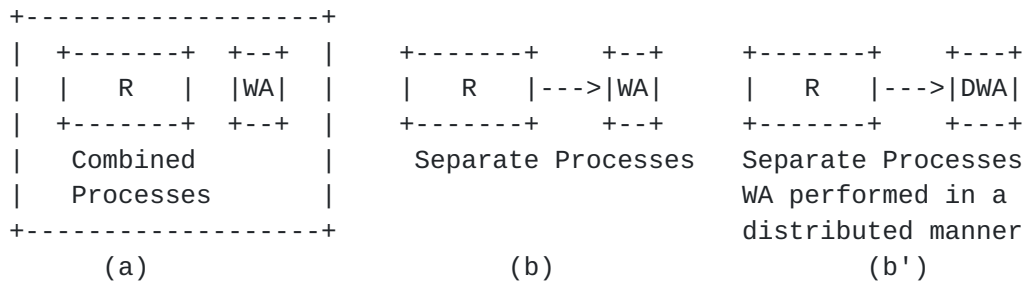 +-------------------+
|  +-------+  +--+  |    +-------+    +--+     +-------+    +---+
|  |   R   |  |WA|  |    |   R   |--->|WA|     |   R   |--->|DWA|
|  +-------+  +--+  |    +-------+    +--+     +-------+    +---+
|   Combined        |     Separate Processes   Separate Processes
|   Processes       |                          WA performed in a
+-------------------+                          distributed manner
      (a)                       (b)                    (b')